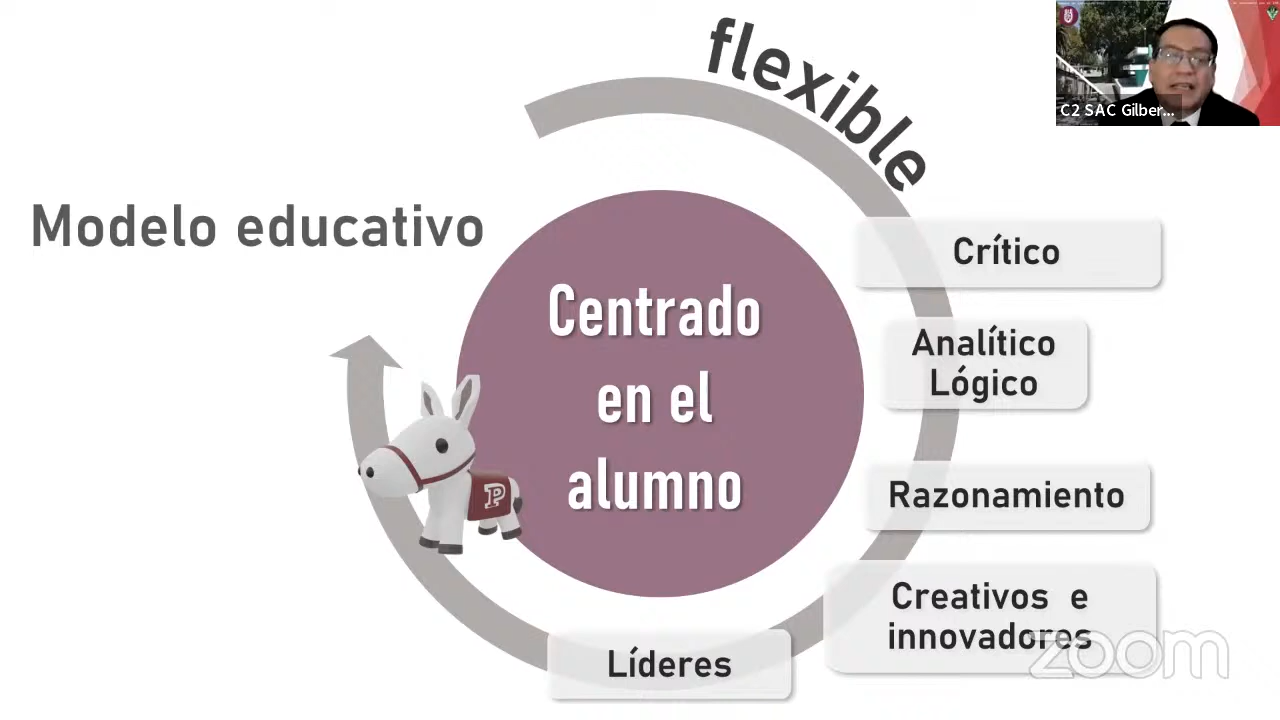 flexible
C2 SAC Gilber...
Modelo educativo
Centrado
en el
alumno
Crítico
Analítico
Lógico
Razonamiento
Creativos e
innovadores
Líderes
P
zoom